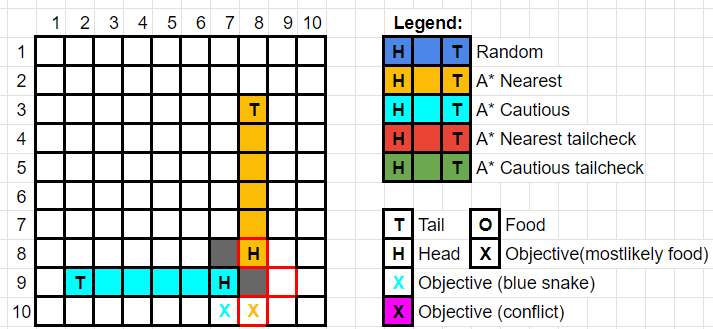 1 2 3 4 5 6 7 8 9 10 Legend:
1 H T Random
2 H T A* Nearest
3 T H T A* Cautious
4 H T A* Nearest tailcheck
5 H T A* Cautious tailcheck
6
7 T Tail O Food
8 H H Head X Objective(mostlikely food)
9 T H X Objective (blue snake)
10 X X X Objective (conflict)